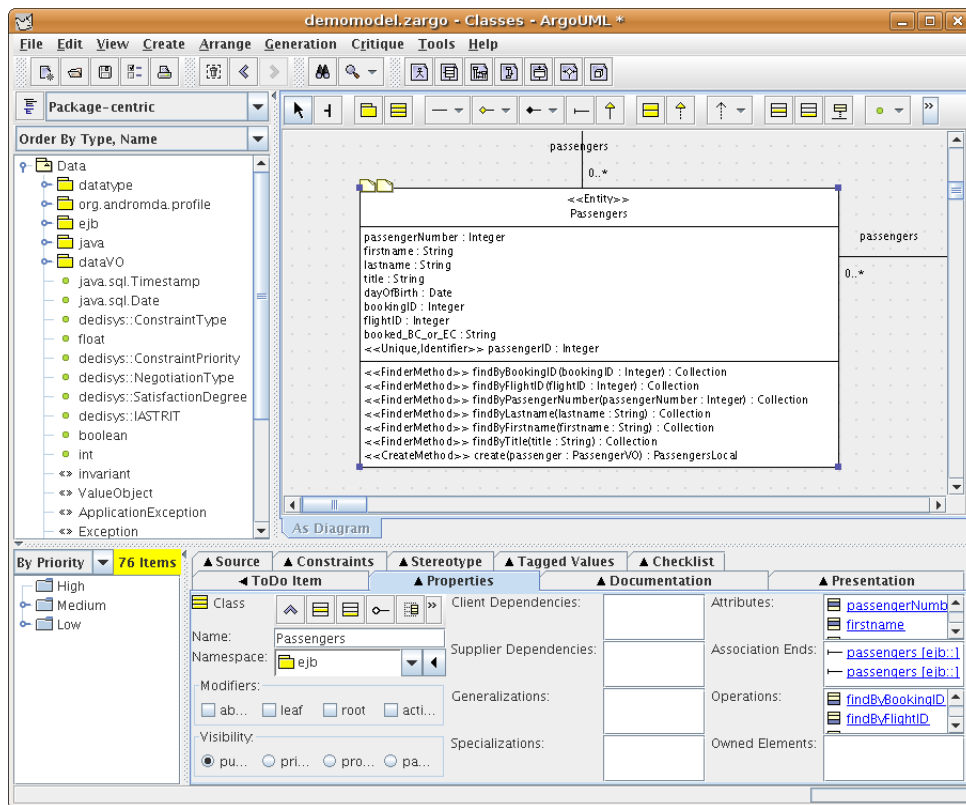 demomodel.zargo - Classes - ArgoUML *
File Edit View Create Arrange Generation Critique Tools Help
Package-centric
Order By Type, Name
Data
datatype
org.andromda.profile
ejb
java
dataVO
java.sql.Timestamp
java.sql.Date
dedisys::ConstraintType
float
dedisys::ConstraintPriority
dedisys::NegotiationType
dedisys::SatisfactionDegree
dedisys::IASTRIT
boolean
int
«» invariant
«» ValueObject
«» ApplicationException
«» Exception
passengers
0..*
<<Entity>>
Passengers
passengerNumber : Integer
firstname : String
lastname : String
title : String
dayOfBirth : Date
bookingID : Integer
flightID : Integer
booked_BC_or_EC : String
<<Unique,Identifier>> passengerID : Integer
<<FinderMethod>> findByBookingID(bookingID : Integer) : Collection
<<FinderMethod>> findByFlightID(flightID : Integer) : Collection
<<FinderMethod>> findByPassengerNumber(passengerNumber : Integer) : Collection
<<FinderMethod>> findByLastname(lastname : String) : Collection
<<FinderMethod>> findByFirstname(firstname : String) : Collection
<<FinderMethod>> findByTitle(title : String) : Collection
<<CreateMethod>> create(passenger : PassengerVO) : PassengersLocal
passengers
0..*
As Diagram
By Priority 76 Items
High
Medium
Low
Source Constraints Stereotype Tagged Values Checklist
ToDo Item Properties Documentation Presentation
Class
Name: Passengers
Namespace: ejb
Modifiers:
ab... leaf root acti...
Visibility:
pu... pri... pro... pa...
Client Dependencies:
Supplier Dependencies:
Generalizations:
Specializations:
Attributes: passengerNumb
firstname
Association Ends: passengers [ejb::]
passengers [ejb::]
Operations: findByBookingID
findByFlightID
Owned Elements: